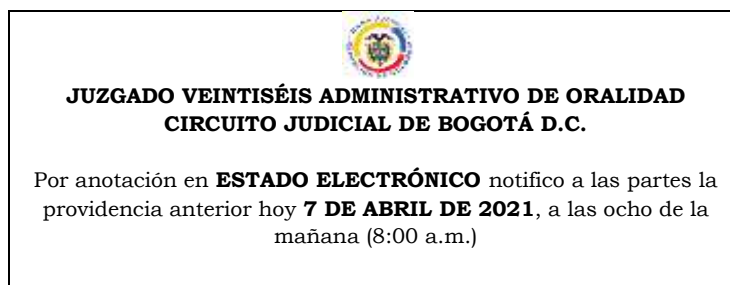 JUZGADO VEINTISÉIS ADMINISTRATIVO DE ORALIDAD
CIRCUITO JUDICIAL DE BOGOTÁ D.C.
Por anotación en ESTADO ELECTRÓNICO notifico a las partes la
providencia anterior hoy 7 DE ABRIL DE 2021, a las ocho de la
mañana (8:00 a.m.)